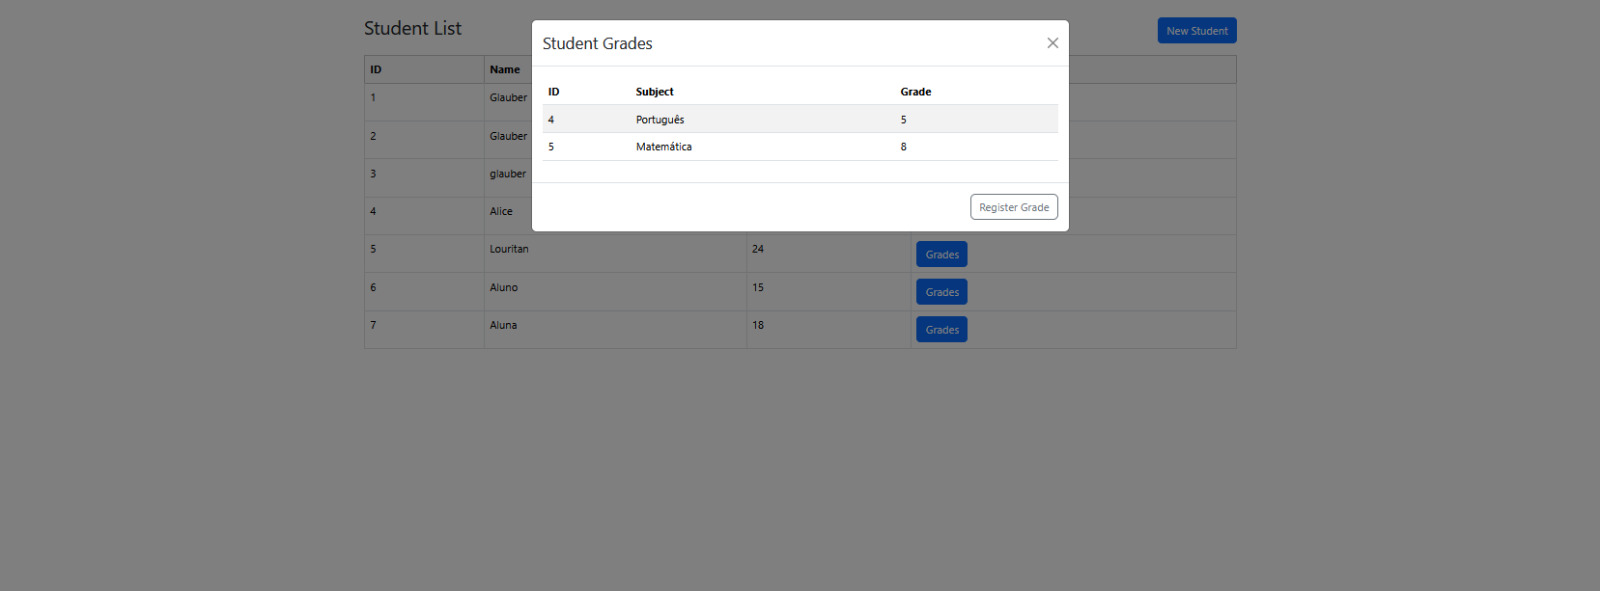 Student List
New Student
ID Name
1 Glauber
2 Glauber
3 glauber
4 Alice
5 Louritan 24 Grades
6 Aluno 15 Grades
7 Aluna 18 Grades
Student Grades
ID Subject Grade
4 Português 5
5 Matemática 8
Register Grade